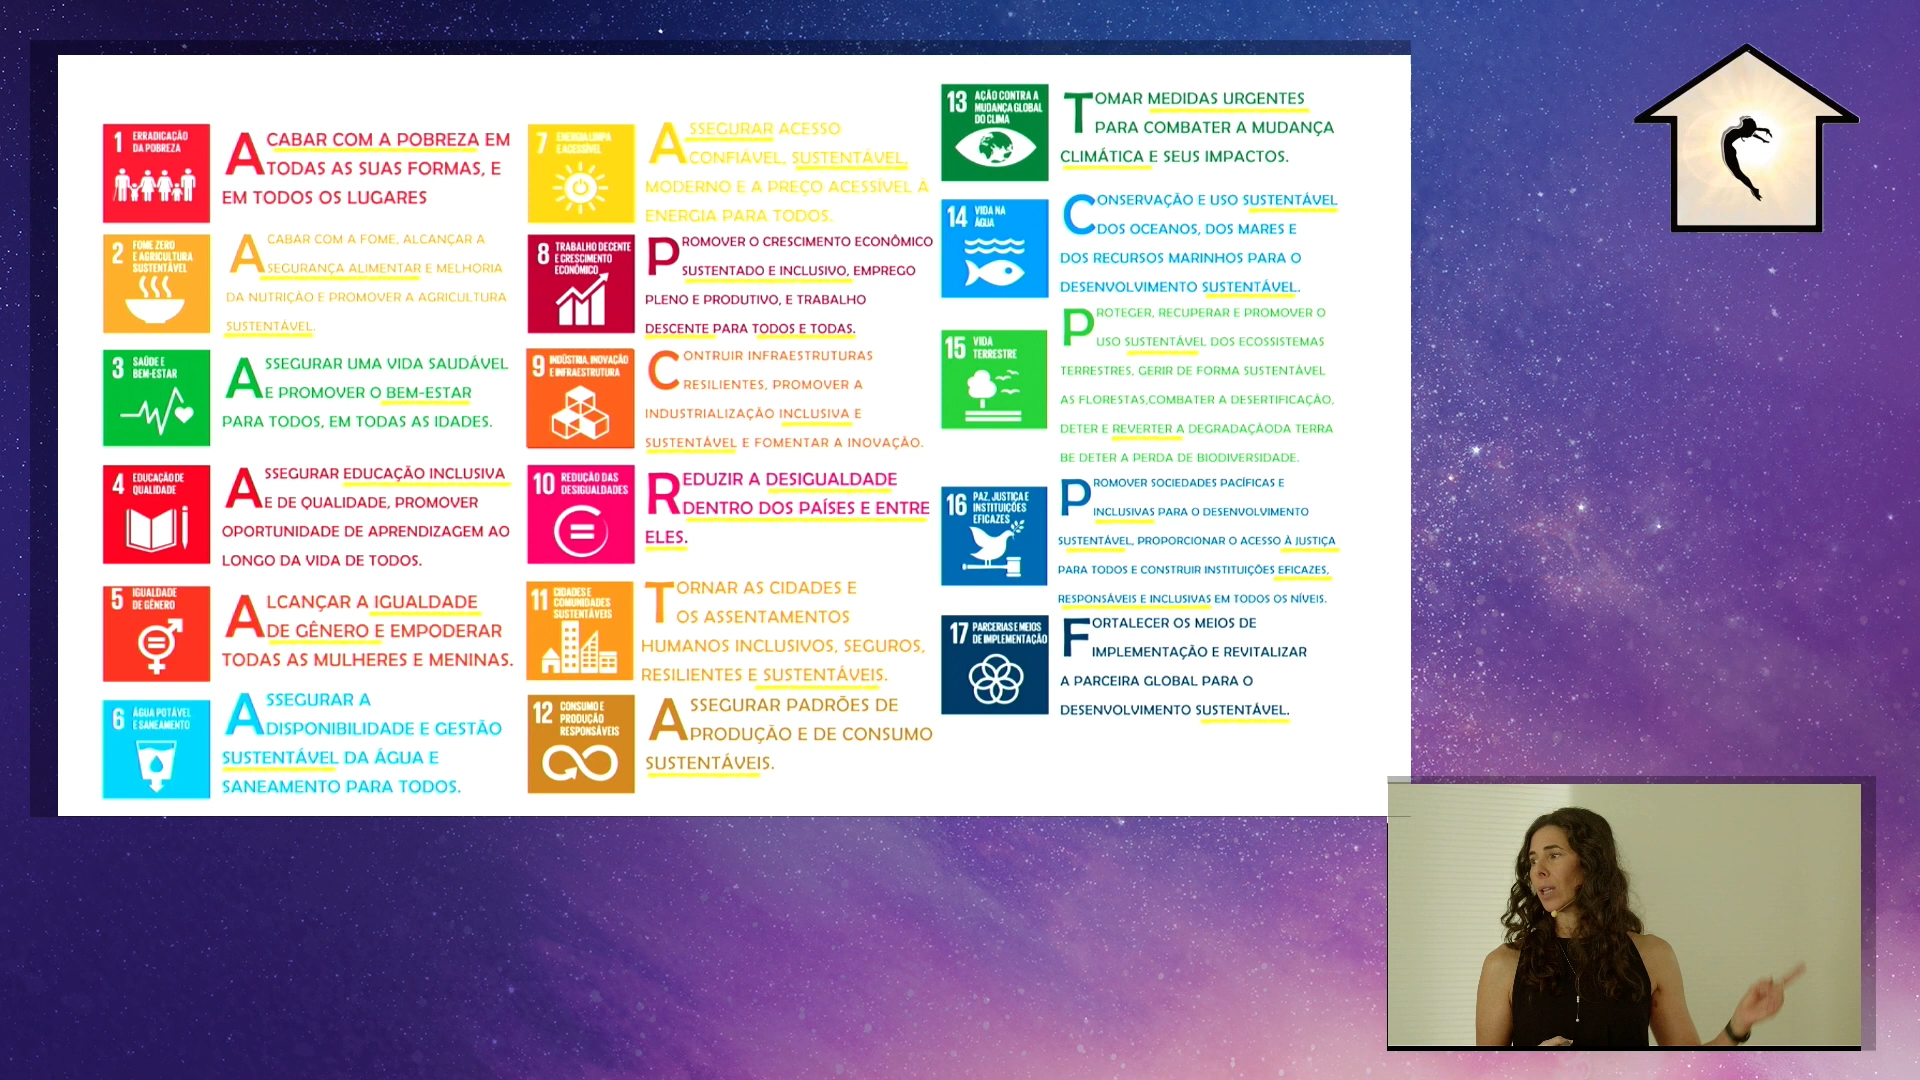 1 ERRADICAÇÃO
DA POBREZA
ACABAR COM A POBREZA EM
TODAS AS SUAS FORMAS, E
EM TODOS OS LUGARES
2 FOME ZERO
E AGRICULTURA
SUSTENTÁVEL
ACABAR COM A FOME, ALCANÇAR A
SEGURANÇA ALIMENTAR E MELHORIA
DA NUTRIÇÃO E PROMOVER A AGRICULTURA
SUSTENTÁVEL.
3 SAÚDE E
BEM-ESTAR
ASSEGURAR UMA VIDA SAUDÁVEL
E PROMOVER O BEM-ESTAR
PARA TODOS, EM TODAS AS IDADES.
4 EDUCAÇÃO DE
QUALIDADE
ASSEGURAR EDUCAÇÃO INCLUSIVA
E DE QUALIDADE, PROMOVER
OPORTUNIDADE DE APRENDIZAGEM AO
LONGO DA VIDA DE TODOS.
5 IGUALDADE
DE GÊNERO
ALCANÇAR A IGUALDADE
DE GÊNERO E EMPODERAR
TODAS AS MULHERES E MENINAS.
6 ÁGUA POTÁVEL
E SANEAMENTO
ASSEGURAR A
DISPONIBILIDADE E GESTÃO
SUSTENTÁVEL DA ÁGUA E
SANEAMENTO PARA TODOS.
7 ENERGIA LIMPA
E ACESSÍVEL
ASSEGURAR ACESSO
CONFIÁVEL, SUSTENTÁVEL,
MODERNO E A PREÇO ACESSÍVEL À
ENERGIA PARA TODOS.
8 TRABALHO DECENTE
E CRESCIMENTO
ECONÔMICO
PROMOVER O CRESCIMENTO ECONÔMICO
SUSTENTADO E INCLUSIVO, EMPREGO
PLENO E PRODUTIVO, E TRABALHO
DESCENTE PARA TODOS E TODAS.
9 INDÚSTRIA, INOVAÇÃO
E INFRAESTRUTURA
CONTRUIR INFRAESTRUTURAS
RESILIENTES, PROMOVER A
INDUSTRIALIZAÇÃO INCLUSIVA E
SUSTENTÁVEL E FOMENTAR A INOVAÇÃO.
10 REDUÇÃO DAS
DESIGUALDADES
REDUZIR A DESIGUALDADE
DENTRO DOS PAÍSES E ENTRE
ELES.
11 CIDADES E
COMUNIDADES
SUSTENTÁVEIS
TORNAR AS CIDADES E
OS ASSENTAMENTOS
HUMANOS INCLUSIVOS, SEGUROS,
RESILIENTES E SUSTENTÁVEIS.
12 CONSUMO E
PRODUÇÃO
RESPONSÁVEIS
ASSEGURAR PADRÕES DE
PRODUÇÃO E DE CONSUMO
SUSTENTÁVEIS.
13 AÇÃO CONTRA A
MUDANÇA GLOBAL
DO CLIMA
TOMAR MEDIDAS URGENTES
PARA COMBATER A MUDANÇA
CLIMÁTICA E SEUS IMPACTOS.
14 VIDA NA
ÁGUA
CONSERVAÇÃO E USO SUSTENTÁVEL
DOS OCEANOS, DOS MARES E
DOS RECURSOS MARINHOS PARA O
DESENVOLVIMENTO SUSTENTÁVEL.
15 VIDA
TERRESTRE
PROTEGER, RECUPERAR E PROMOVER O
USO SUSTENTÁVEL DOS ECOSSISTEMAS
TERRESTRES, GERIR DE FORMA SUSTENTÁVEL
AS FLORESTAS,COMBATER A DESERTIFICAÇÃO,
DETER E REVERTER A DEGRADAÇÃODA TERRA
BE DETER A PERDA DE BIODIVERSIDADE.
16 PAZ, JUSTIÇA E
INSTITUIÇÕES
EFICAZES
PROMOVER SOCIEDADES PACÍFICAS E
INCLUSIVAS PARA O DESENVOLVIMENTO
SUSTENTÁVEL, PROPORCIONAR O ACESSO À JUSTIÇA
PARA TODOS E CONSTRUIR INSTITUIÇÕES EFICAZES,
RESPONSÁVEIS E INCLUSIVAS EM TODOS OS NÍVEIS.
17 PARCERIAS E MEIOS
DE IMPLEMENTAÇÃO
FORTALECER OS MEIOS DE
IMPLEMENTAÇÃO E REVITALIZAR
A PARCEIRA GLOBAL PARA O
DESENVOLVIMENTO SUSTENTÁVEL.